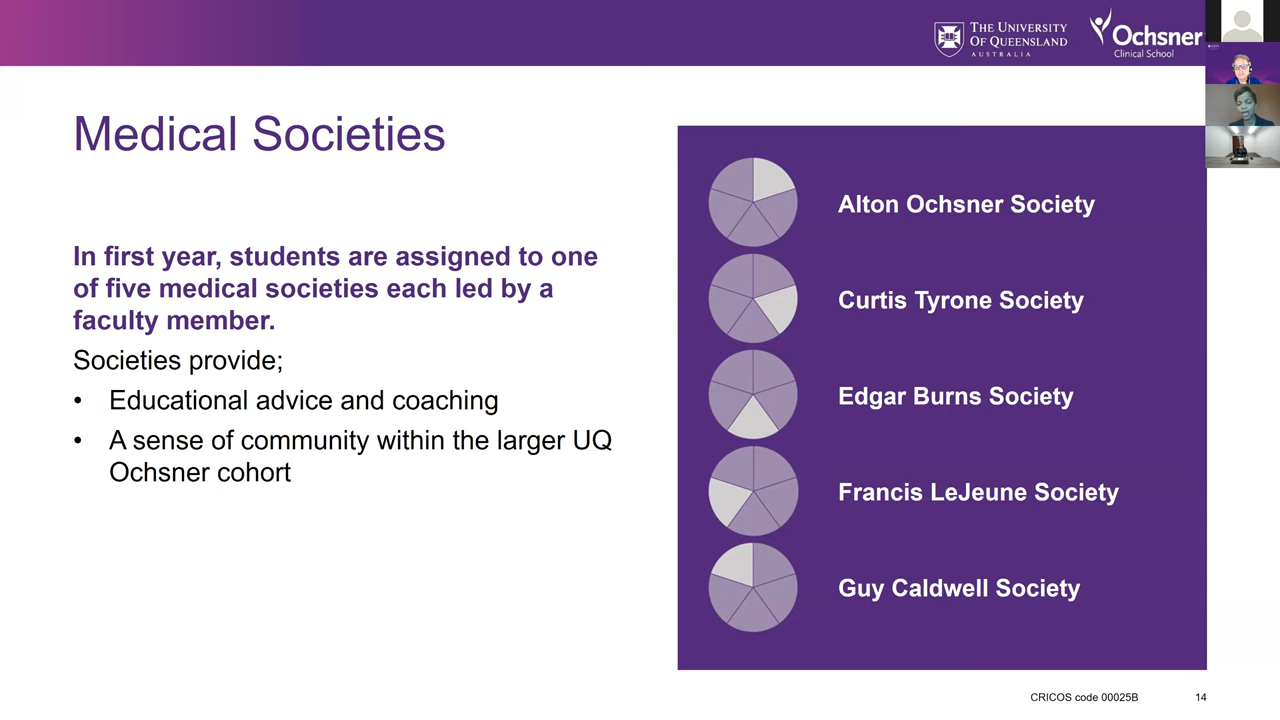 THE UNIVERSITY
OF QUEENSLAND
AUSTRALIA
Ochsner
Clinical School
Medical Societies
In first year, students are assigned to one
of five medical societies each led by a
faculty member.
Societies provide;
• Educational advice and coaching
• A sense of community within the larger UQ
Ochsner cohort
Alton Ochsner Society
Curtis Tyrone Society
Edgar Burns Society
Francis LeJeune Society
Guy Caldwell Society
CRICOS code 00025B
14